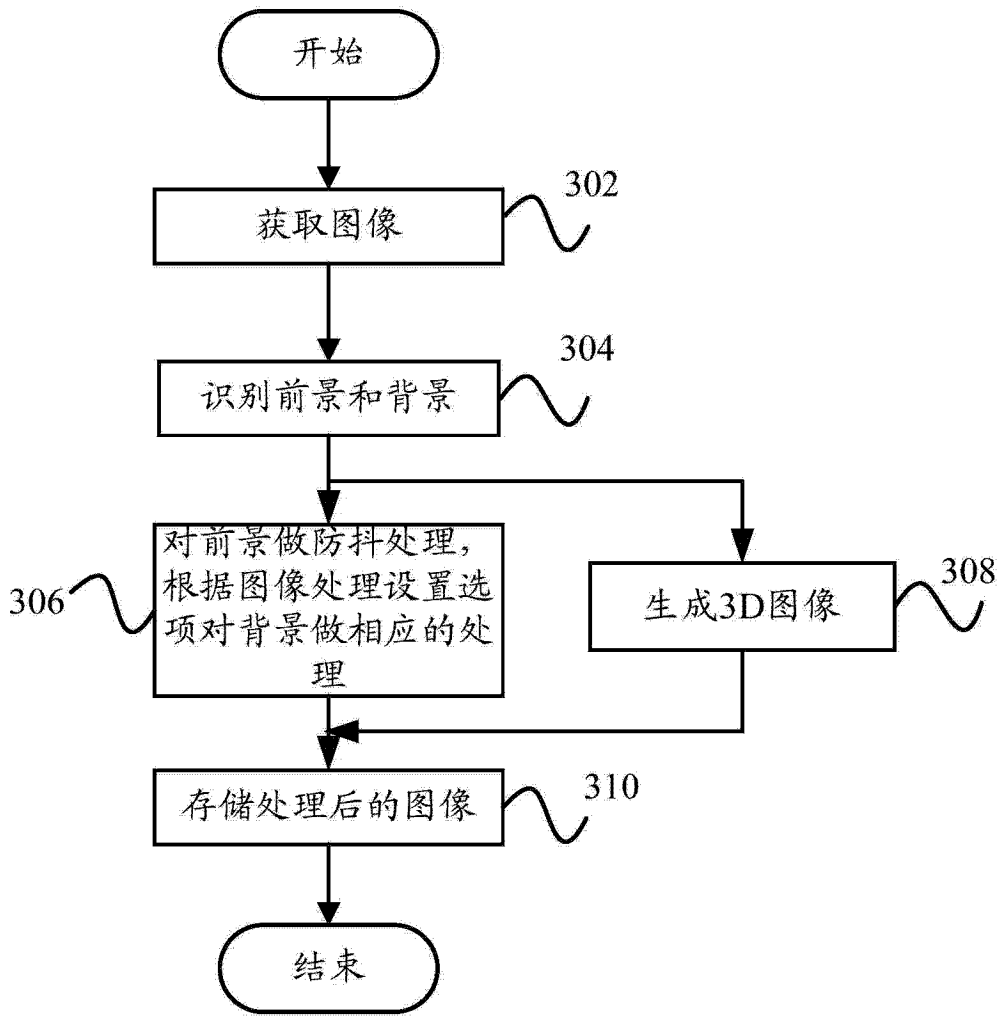 开始
302
获取图像
304
识别前景和背景
306
对前景做防抖处理，
根据图像处理设置选
项对背景做相应的处
理
308
生成3D图像
310
存储处理后的图像
结束